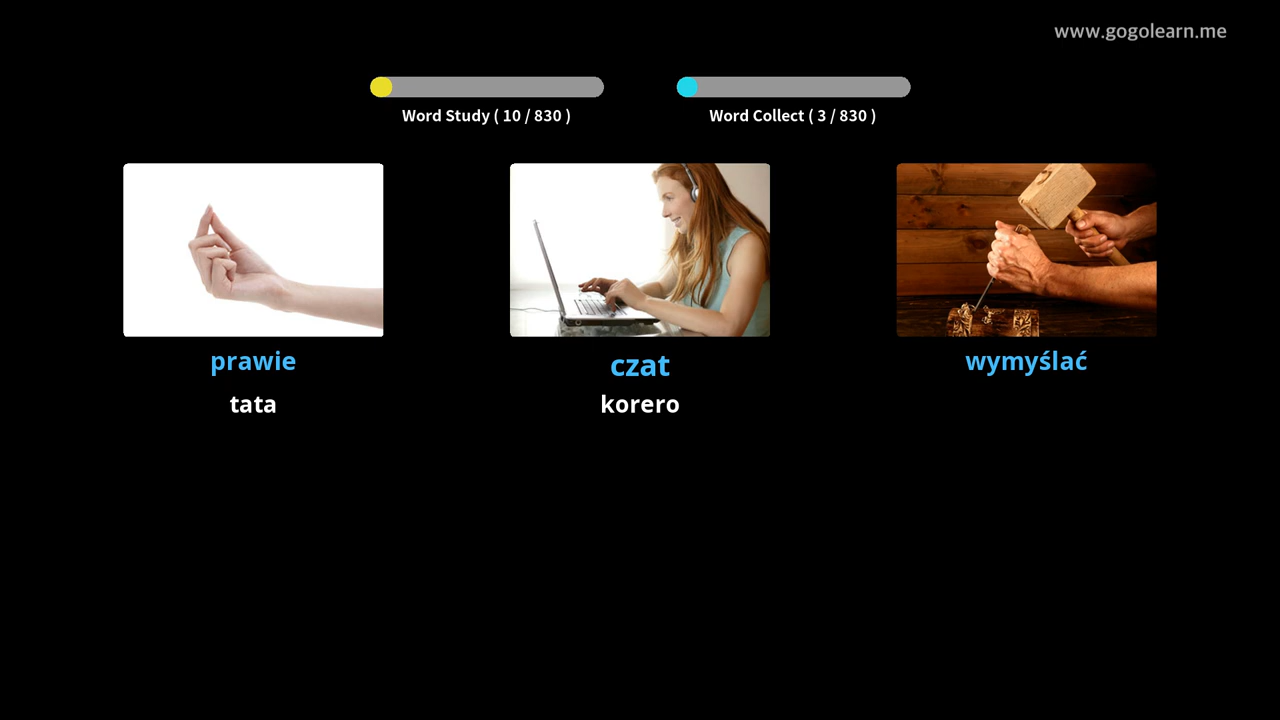 www.gogolearn.me
Word Study ( 10 / 830 )
Word Collect ( 3 / 830 )
prawie
czat
wymyślać
tata
korero